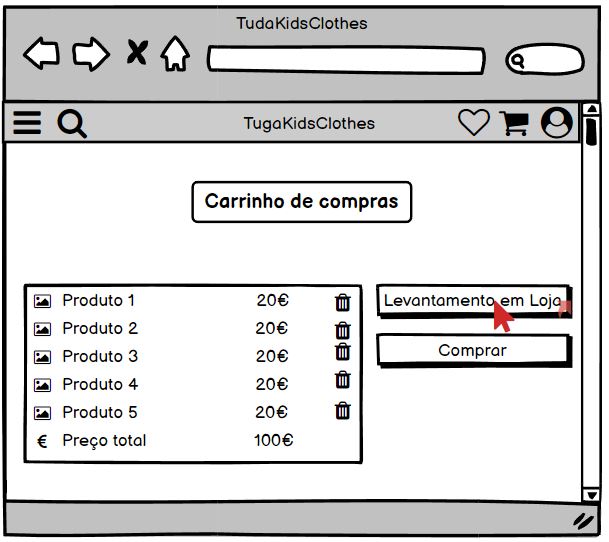 TudaKidsClothes
TugaKidsClothes
Carrinho de compras
Produto 1 20€
Produto 2 20€
Produto 3 20€
Produto 4 20€
Produto 5 20€
€ Preço total 100€
Levantamento em Loja
Comprar